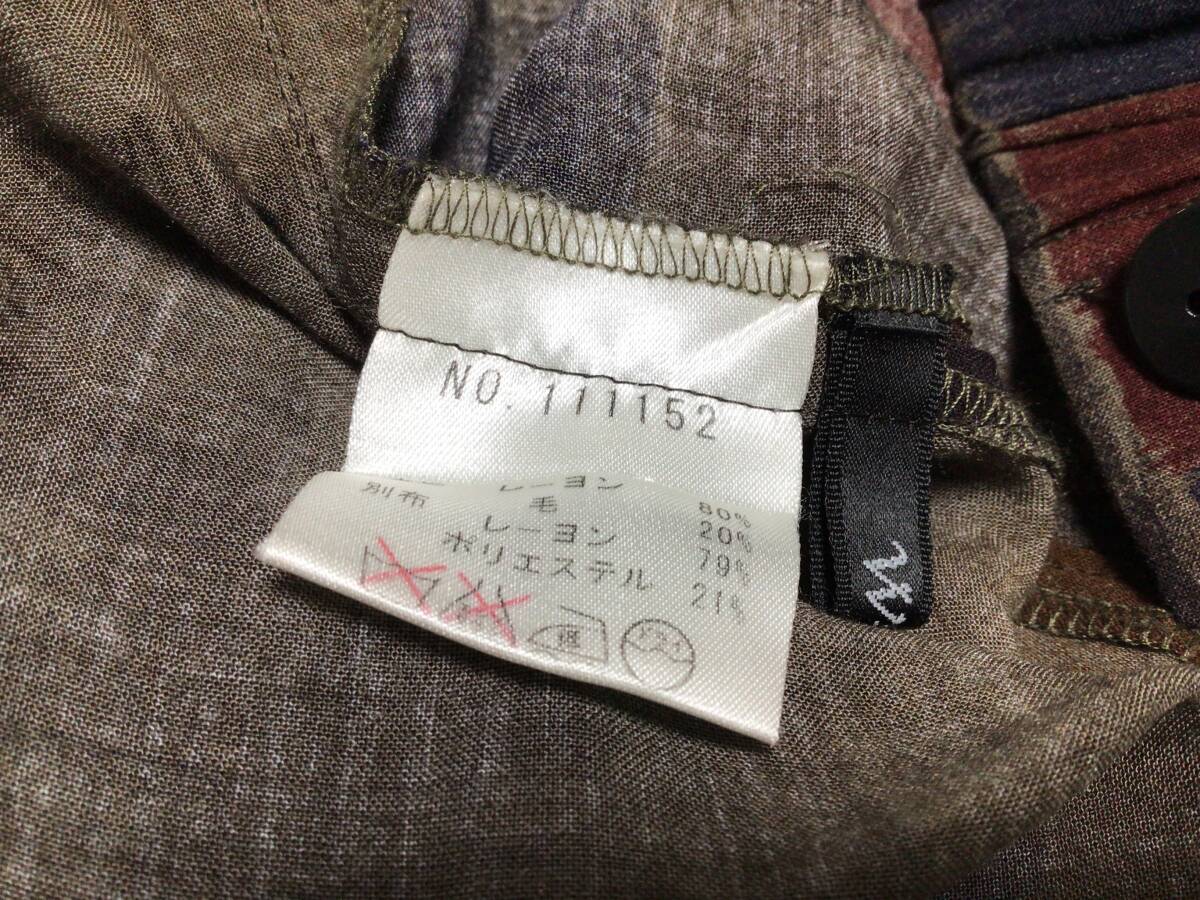 NO. 111152
レーヨン 80%
別布 毛 20%
レーヨン 79%
ポリエステル 21%